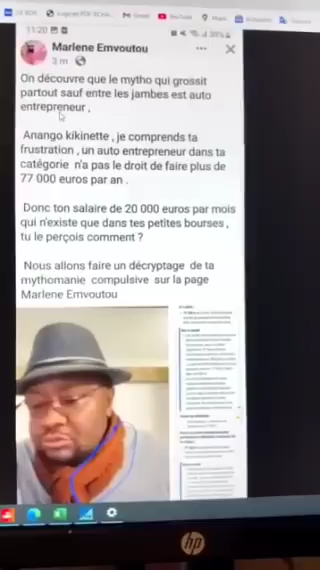 11:20
Marlene Emvoutou
3 m
On découvre que le mytho qui grossit
partout sauf entre les jambes est auto
entrepreneur ,
Anango kikinette , je comprends ta
frustration , un auto entrepreneur dans ta
catégorie n'a pas le droit de faire plus de
77 000 euros par an .
Donc ton salaire de 20 000 euros par mois
qui n'existe que dans tes petites bourses ,
tu le perçois comment ?
Nous allons faire un décryptage de ta
mythomanie compulsive sur la page
Marlene Emvoutou
hp